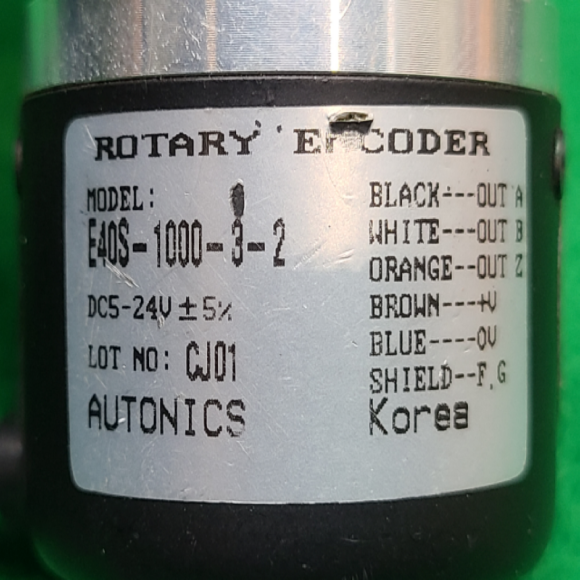 ROTARY ENCODER
MODEL:
E40S-1000-3-2
DC5-24V ±5%
LOT NO: CJ01
AUTONICS
BLACK---OUT A
WHITE---OUT B
ORANGE--OUT Z
BROWN---+V
BLUE----0V
SHIELD--F.G
Korea